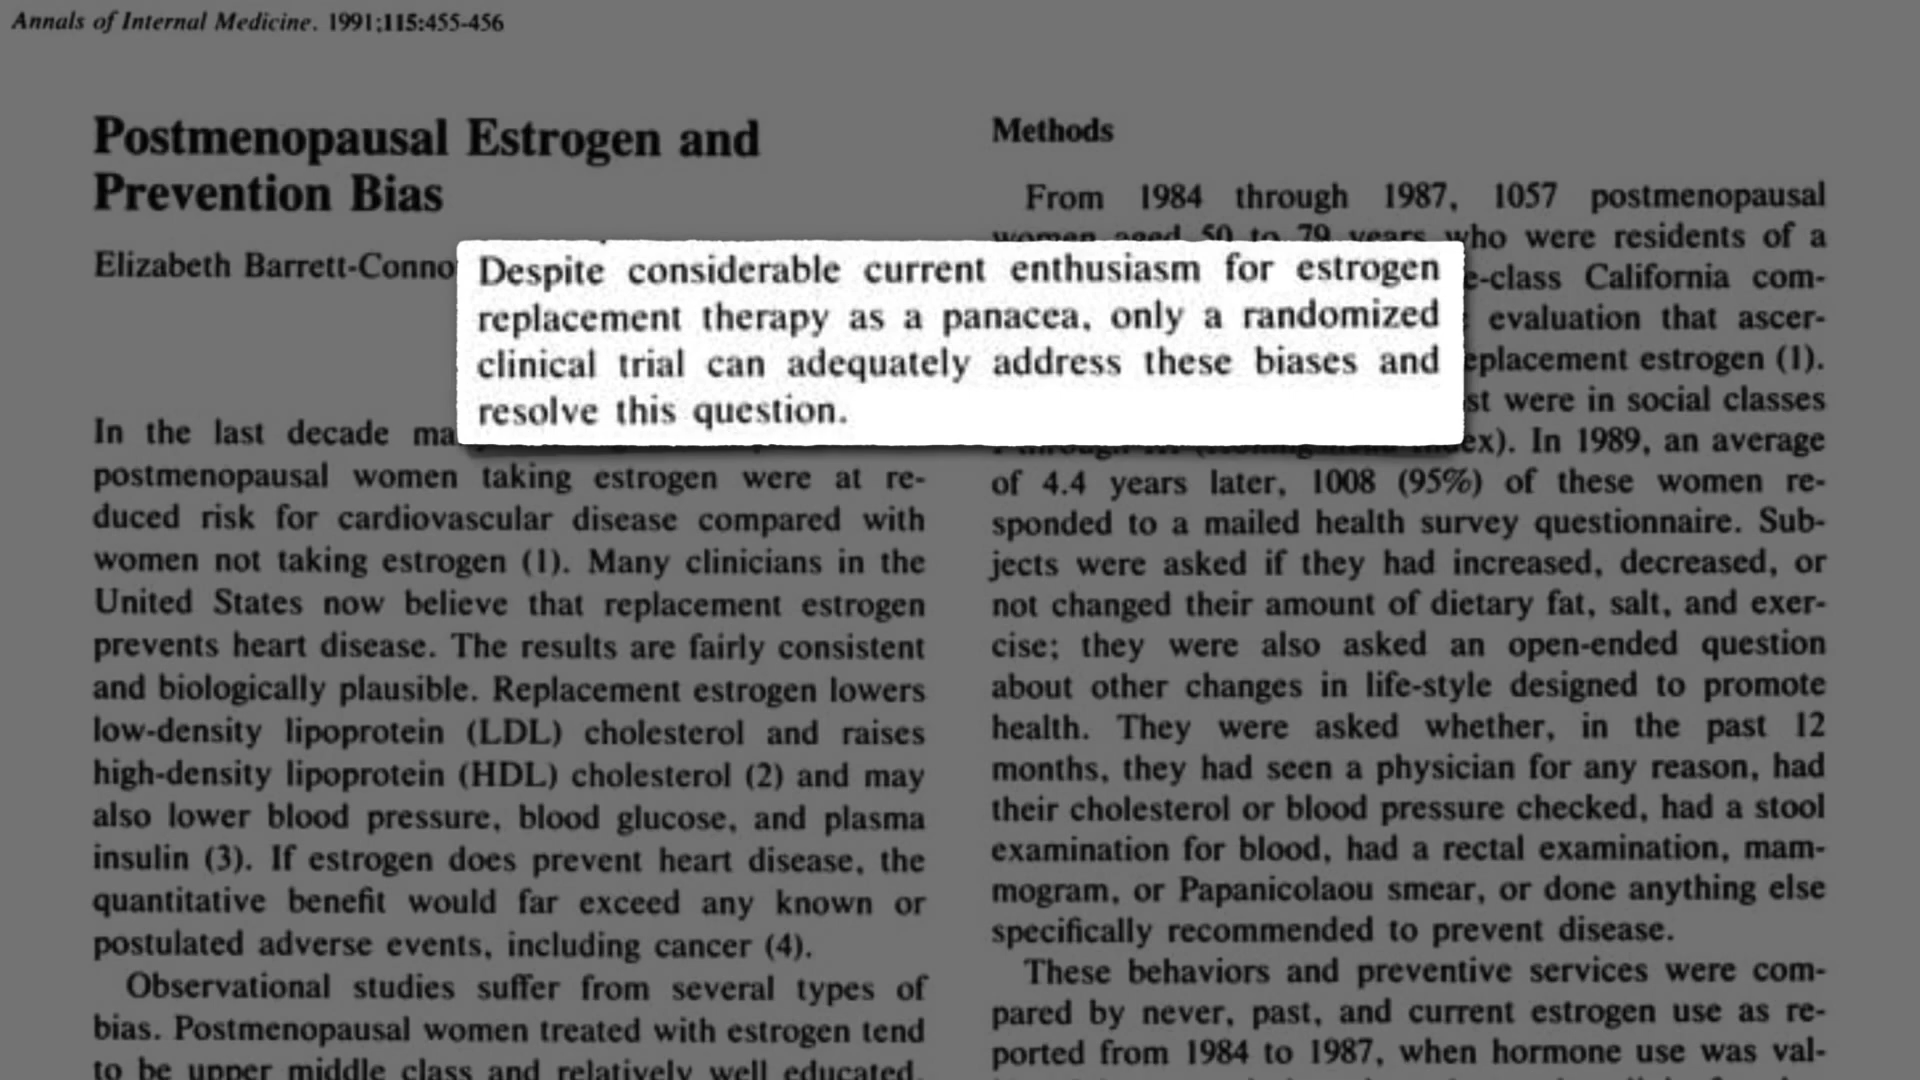 Annals of Internal Medicine. 1991;115:455-456
Postmenopausal Estrogen and
Prevention Bias
Elizabeth Barrett-Conno
Despite considerable current enthusiasm for estrogen
replacement therapy as a panacea, only a randomized
clinical trial can adequately address these biases and
resolve this question.
In the last decade ma
postmenopausal women taking estrogen were at re-
duced risk for cardiovascular disease compared with
women not taking estrogen (1). Many clinicians in the
United States now believe that replacement estrogen
prevents heart disease. The results are fairly consistent
and biologically plausible. Replacement estrogen lowers
low-density lipoprotein (LDL) cholesterol and raises
high-density lipoprotein (HDL) cholesterol (2) and may
also lower blood pressure, blood glucose, and plasma
insulin (3). If estrogen does prevent heart disease, the
quantitative benefit would far exceed any known or
postulated adverse events, including cancer (4).
Observational studies suffer from several types of
bias. Postmenopausal women treated with estrogen tend
to be upper middle class and relatively well educated.
Methods
From 1984 through 1987, 1057 postmenopausal
women aged 50 to 79 years who were residents of a
e-class California com-
evaluation that ascer-
eplacement estrogen (1).
st were in social classes
ex). In 1989, an average
of 4.4 years later, 1008 (95%) of these women re-
sponded to a mailed health survey questionnaire. Sub-
jects were asked if they had increased, decreased, or
not changed their amount of dietary fat, salt, and exer-
cise; they were also asked an open-ended question
about other changes in life-style designed to promote
health. They were asked whether, in the past 12
months, they had seen a physician for any reason, had
their cholesterol or blood pressure checked, had a stool
examination for blood, had a rectal examination, mam-
mogram, or Papanicolaou smear, or done anything else
specifically recommended to prevent disease.
These behaviors and preventive services were com-
pared by never, past, and current estrogen use as re-
ported from 1984 to 1987, when hormone use was val-